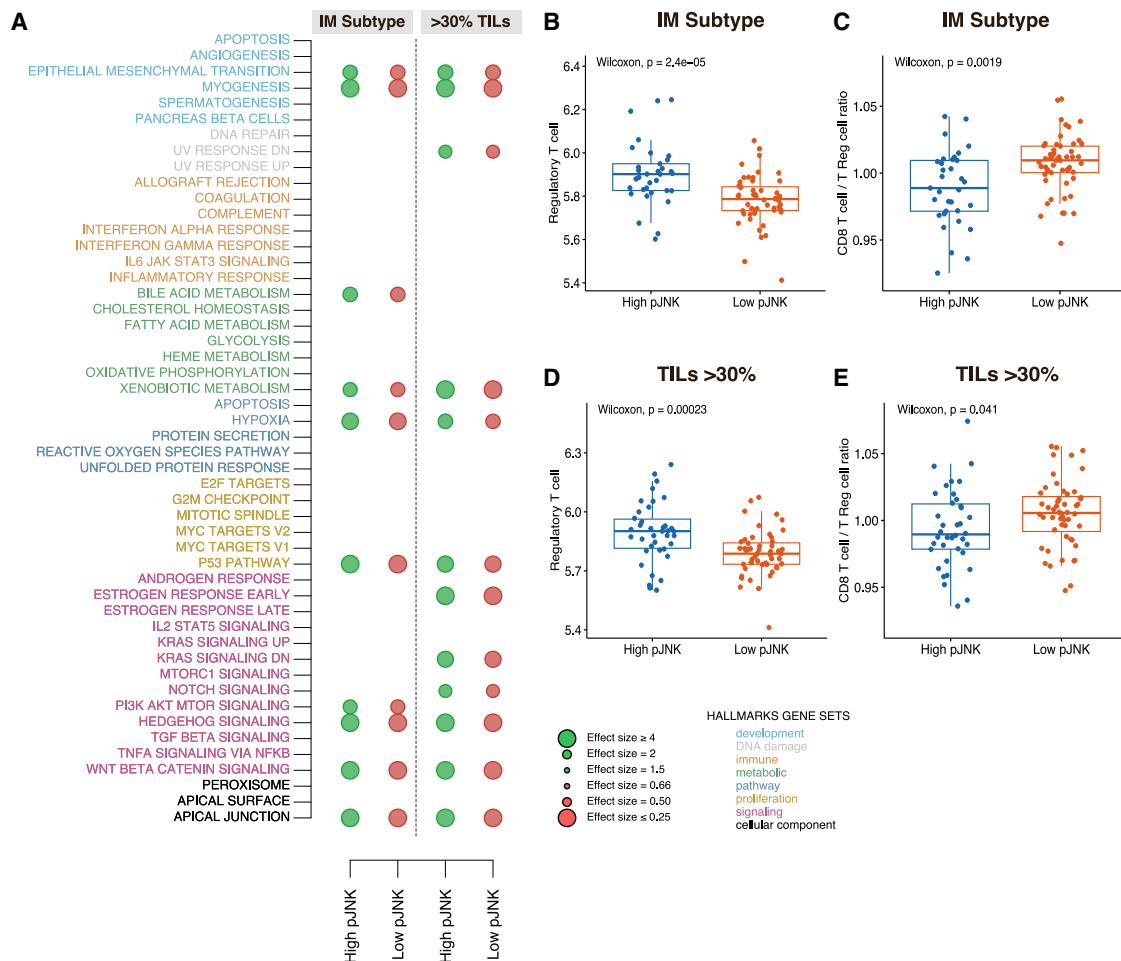 A
IM Subtype
>30% TILs
APOPTOSIS
ANGIOGENESIS
EPITHELIAL MESENCHYMAL TRANSITION
MYOGENESIS
SPERMATOGENESIS
PANCREAS BETA CELLS
DNA REPAIR
UV RESPONSE DN
UV RESPONSE UP
ALLOGRAFT REJECTION
COAGULATION
COMPLEMENT
INTERFERON ALPHA RESPONSE
INTERFERON GAMMA RESPONSE
IL6 JAK STAT3 SIGNALING
INFLAMMATORY RESPONSE
BILE ACID METABOLISM
CHOLESTEROL HOMEOSTASIS
FATTY ACID METABOLISM
GLYCOLYSIS
HEME METABOLISM
OXIDATIVE PHOSPHORYLATION
XENOBIOTIC METABOLISM
APOPTOSIS
HYPOXIA
PROTEIN SECRETION
REACTIVE OXYGEN SPECIES PATHWAY
UNFOLDED PROTEIN RESPONSE
E2F TARGETS
G2M CHECKPOINT
MITOTIC SPINDLE
MYC TARGETS V2
MYC TARGETS V1
P53 PATHWAY
ANDROGEN RESPONSE
ESTROGEN RESPONSE EARLY
ESTROGEN RESPONSE LATE
IL2 STAT5 SIGNALING
KRAS SIGNALING UP
KRAS SIGNALING DN
MTORC1 SIGNALING
NOTCH SIGNALING
PI3K AKT MTOR SIGNALING
HEDGEHOG SIGNALING
TGF BETA SIGNALING
TNFA SIGNALING VIA NFKB
WNT BETA CATENIN SIGNALING
PEROXISOME
APICAL SURFACE
APICAL JUNCTION
High pJNK
Low pJNK
High pJNK
Low pJNK
B
IM Subtype
Wilcoxon, p = 2.4e-05
Regulatory T cell
6.4
6.2
6.0
5.8
5.6
5.4
High pJNK
Low pJNK
C
IM Subtype
Wilcoxon, p = 0.0019
CD8 T cell / T Reg cell ratio
1.05
1.00
0.95
High pJNK
Low pJNK
D
TILs >30%
Wilcoxon, p = 0.00023
Regulatory T cell
6.3
6.0
5.7
5.4
High pJNK
Low pJNK
E
TILs >30%
Wilcoxon, p = 0.041
CD8 T cell / T Reg cell ratio
1.05
1.00
0.95
High pJNK
Low pJNK
Effect size ≥ 4
Effect size = 2
Effect size = 1.5
Effect size = 0.66
Effect size = 0.50
Effect size ≤ 0.25
HALLMARKS GENE SETS
development
DNA damage
immune
metabolic
pathway
proliferation
signaling
cellular component